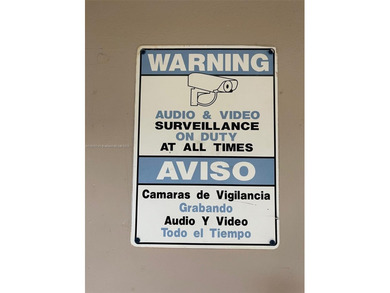 WARNING
AUDIO & VIDEO
SURVEILLANCE
ON DUTY
AT ALL TIMES
AVISO
Camaras de Vigilancia
Grabando
Audio Y Video
Todo el Tiempo